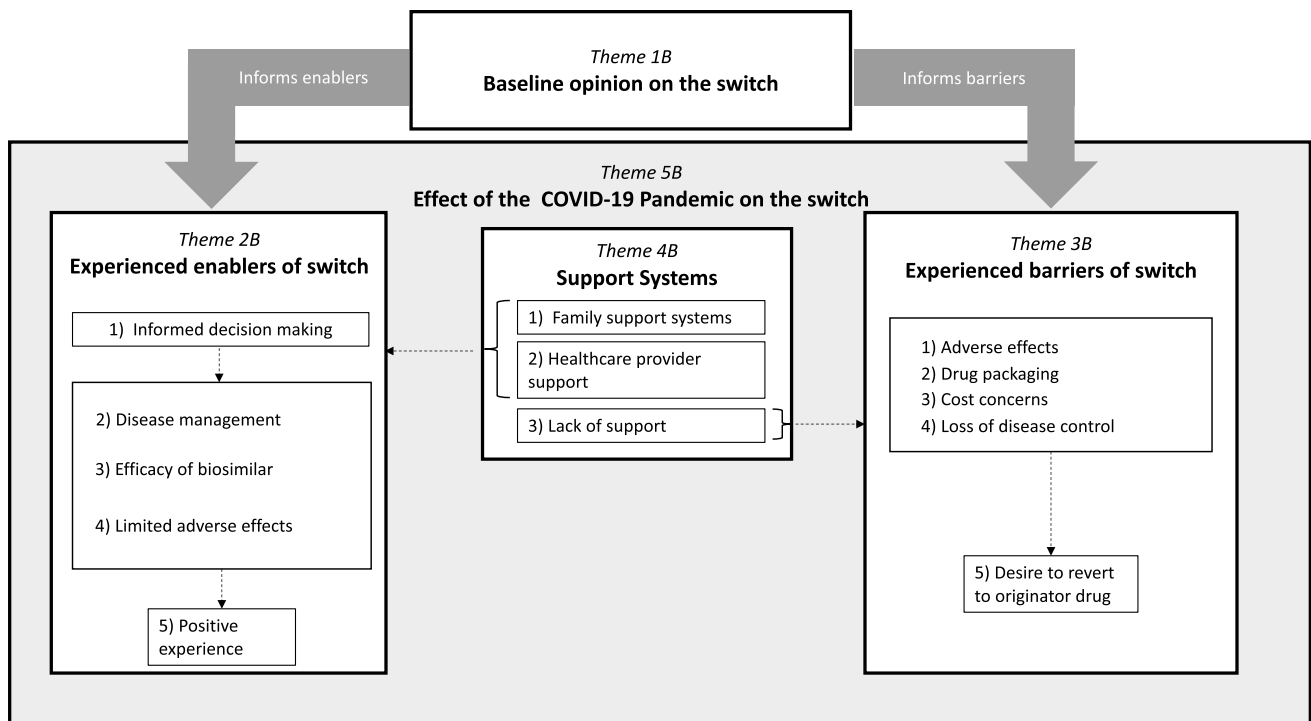 Theme 1B
Baseline opinion on the switch
Informs enablers
Informs barriers
Theme 5B
Effect of the COVID-19 Pandemic on the switch
Theme 2B
Experienced enablers of switch
1) Informed decision making
2) Disease management
3) Efficacy of biosimilar
4) Limited adverse effects
5) Positive
experience
Theme 4B
Support Systems
1) Family support systems
2) Healthcare provider
support
3) Lack of support
Theme 3B
Experienced barriers of switch
1) Adverse effects
2) Drug packaging
3) Cost concerns
4) Loss of disease control
5) Desire to revert
to originator drug